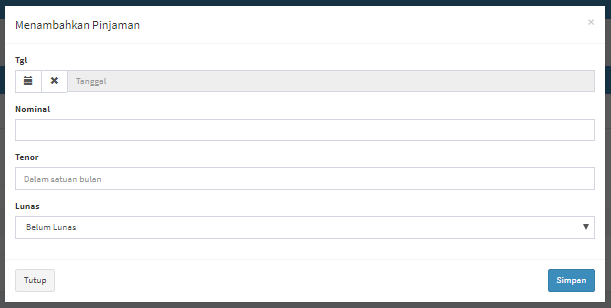 Menambahkan Pinjaman
×
Tgl
Tanggal
Nominal
Tenor
Dalam satuan bulan
Lunas
Belum Lunas
Tutup
Simpan